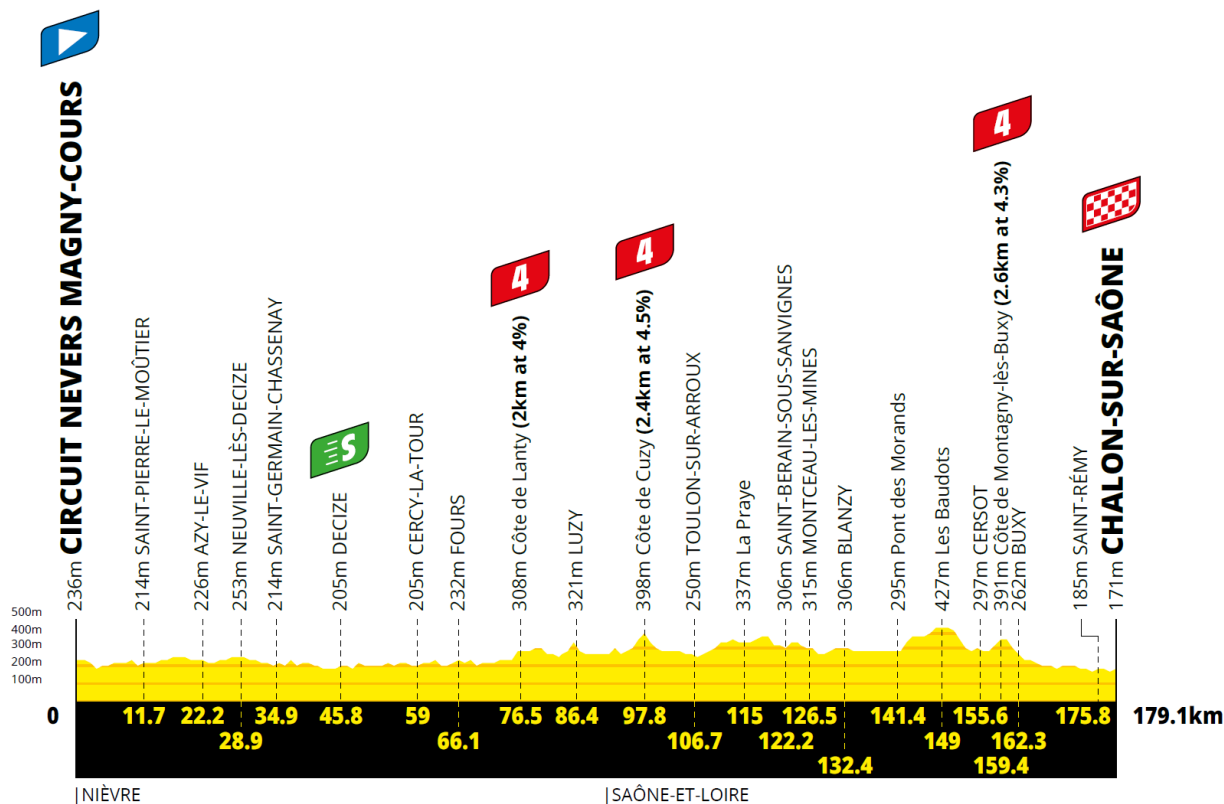 CIRCUIT NEVERS MAGNY-COURS
4
4
4
S
CHALON-SUR-SAÔNE
236m
214m SAINT-PIERRE-LE-MOÛTIER
226m AZY-LE-VIF
253m NEUVILLE-LÈS-DECIZE
214m SAINT-GERMAIN-CHASSENAY
205m DECIZE
205m CERCY-LA-TOUR
232m FOURS
308m Côte de Lanty (2km at 4%)
321m LUZY
398m Côte de Cuzy (2.4km at 4.5%)
250m TOULON-SUR-ARROUX
337m La Praye
306m SAINT-BERAIN-SOUS-SANVIGNES
315m MONTCEAU-LES-MINES
306m BLANZY
295m Pont des Morands
427m Les Baudots
297m CERSOT
391m Côte de Montagny-lès-Buxy (2.6km at 4.3%)
262m BUXY
185m SAINT-RÉMY
171m
500m
400m
300m
200m
100m
0 11.7 22.2 34.9 45.8 59 76.5 86.4 97.8 115 126.5 141.4 155.6 175.8 179.1km
28.9 66.1 106.7 122.2 149 162.3
132.4 159.4
|NIÈVRE |SAÔNE-ET-LOIRE